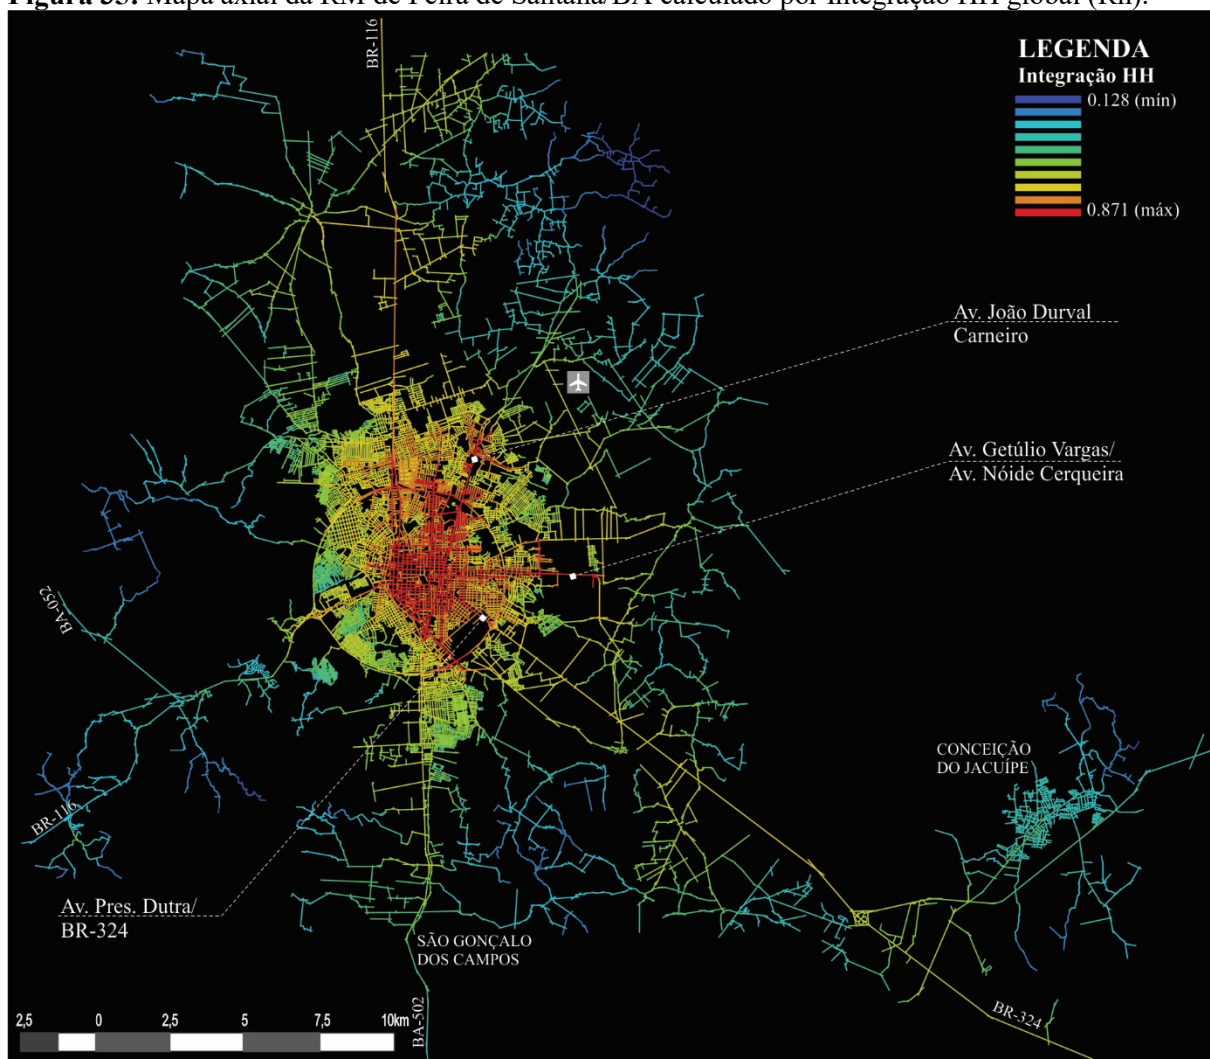 Figura 35: Mapa axial da RM de Feira de Santana/BA calculado por Integração HH global (Rn).
BR-116
LEGENDA
Integração HH
0.128 (mín)
0.871 (máx)
Av. João Durval
Carneiro
Av. Getúlio Vargas/
Av. Nóide Cerqueira
BA-052
CONCEIÇÃO
DO JACUÍPE
BR-116
Av. Pres. Dutra/
BR-324
SÃO GONÇALO
DOS CAMPOS
BA-502
BR-324
2,5 0 2,5 5 7,5 10km